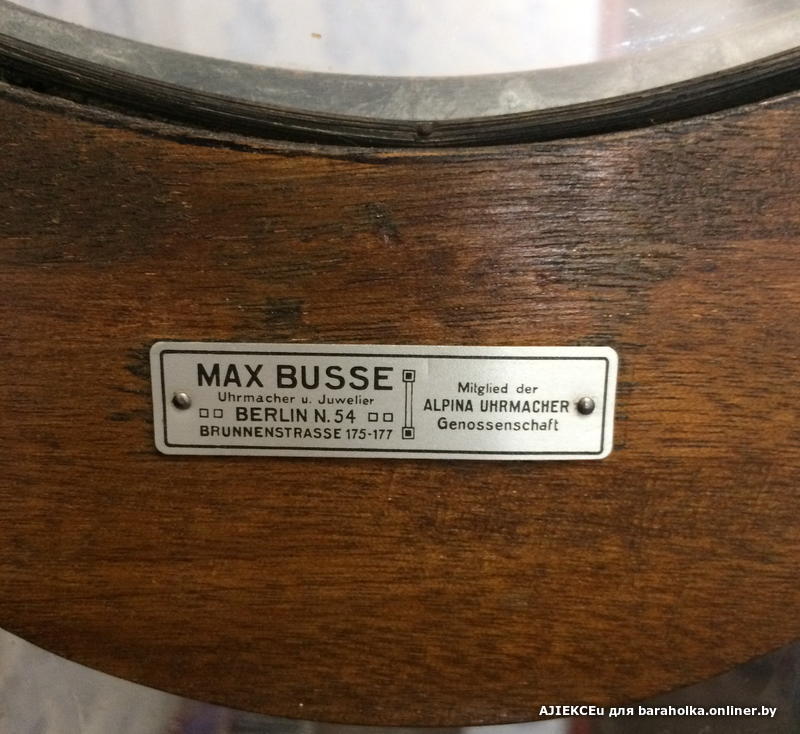 MAX BUSSE
Uhrmacher u. Juwelier
BERLIN N. 54
BRUNNENSTRASSE 175-177
Mitglied der
ALPINA UHRMACHER
Genossenschaft
AJIEKCEu для baraholka.onliner.by